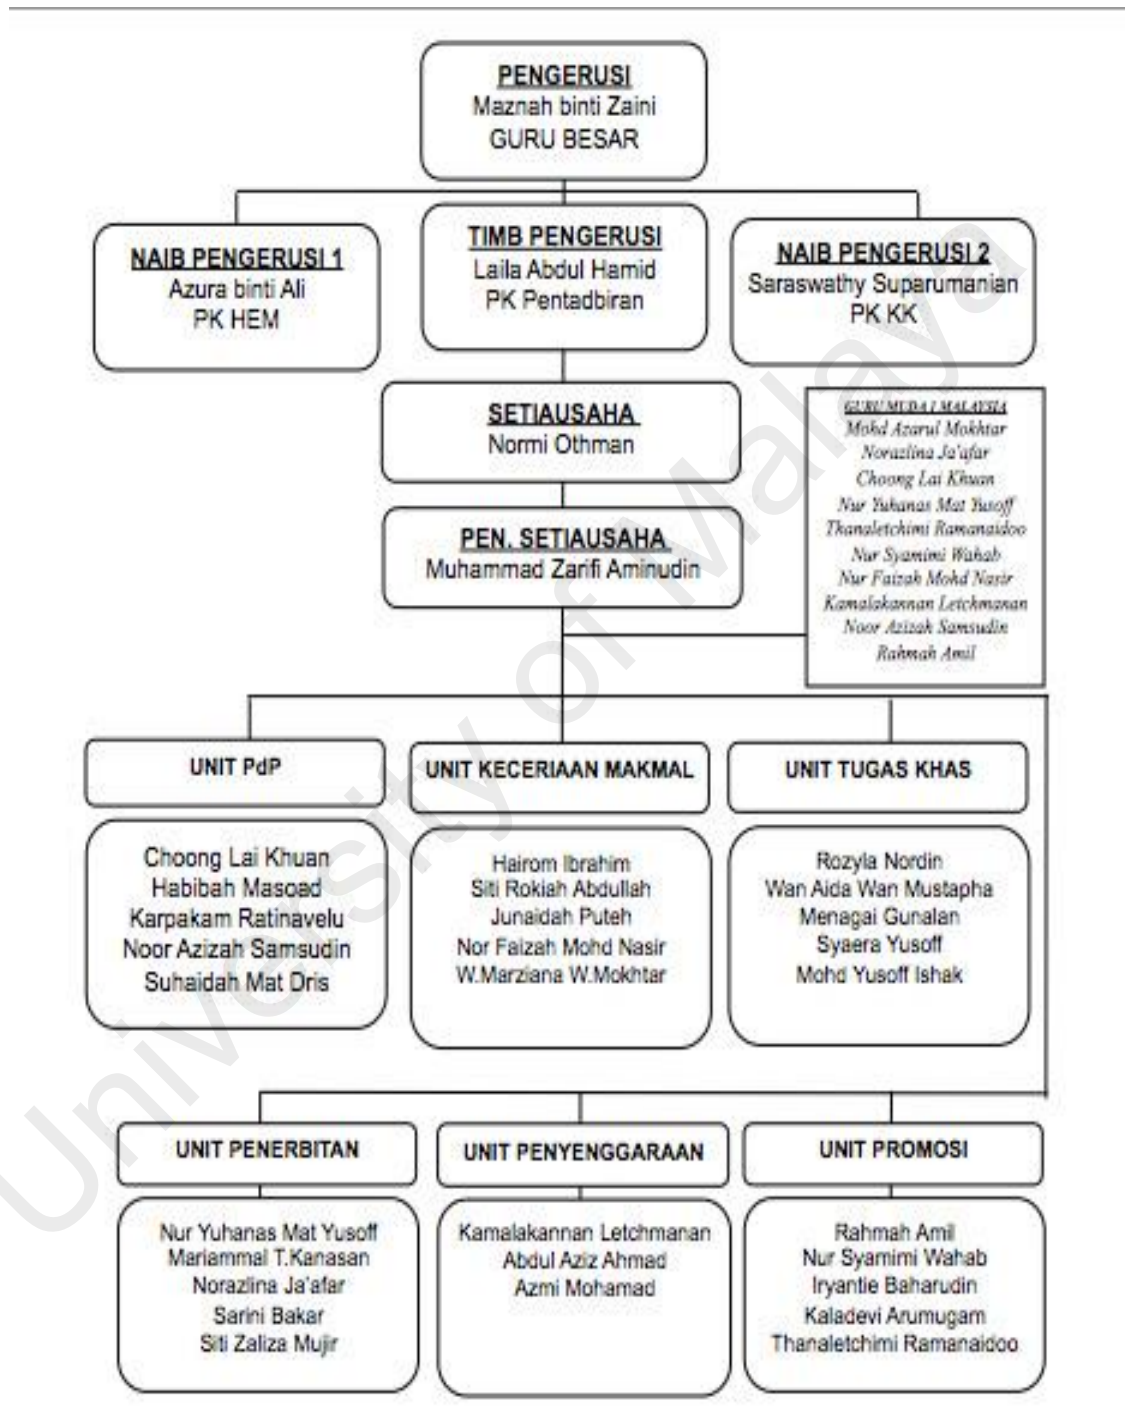 PENGERUSI
Maznah binti Zaini
GURU BESAR
NAIB PENGERUSI 1
Azura binti Ali
PK HEM
TIMB PENGERUSI
Laila Abdul Hamid
PK Pentadbiran
NAIB PENGERUSI 2
Saraswathy Suparumanian
PK KK
SETIAUSAHA
Normi Othman
PEN. SETIAUSAHA
Muhammad Zarifi Aminudin
GURU MUDA 1 MALAYSIA
Mohd Azarul Mokhtar
Norazlina Ja'afar
Choong Lai Khuan
Nur Yuhanas Mat Yusoff
Thanaletchimi Ramanaidoo
Nur Syamimi Wahab
Nur Faizah Mohd Nasir
Kamalakannan Letchmanan
Noor Azizah Samsudin
Rahmah Amil
UNIT PdP
Choong Lai Khuan
Habibah Masoad
Karpakam Ratinavelu
Noor Azizah Samsudin
Suhaidah Mat Dris
UNIT KECERIAAN MAKMAL
Hairom Ibrahim
Siti Rokiah Abdullah
Junaidah Puteh
Nor Faizah Mohd Nasir
W.Marziana W.Mokhtar
UNIT TUGAS KHAS
Rozyla Nordin
Wan Aida Wan Mustapha
Menagai Gunalan
Syaera Yusoff
Mohd Yusoff Ishak
UNIT PENERBITAN
Nur Yuhanas Mat Yusoff
Mariammal T.Kanasan
Norazlina Ja'afar
Sarini Bakar
Siti Zaliza Mujir
UNIT PENYENGGARAAN
Kamalakannan Letchmanan
Abdul Aziz Ahmad
Azmi Mohamad
UNIT PROMOSI
Rahmah Amil
Nur Syamimi Wahab
Iryantie Baharudin
Kaladevi Arumugam
Thanaletchimi Ramanaidoo
University of Malaya